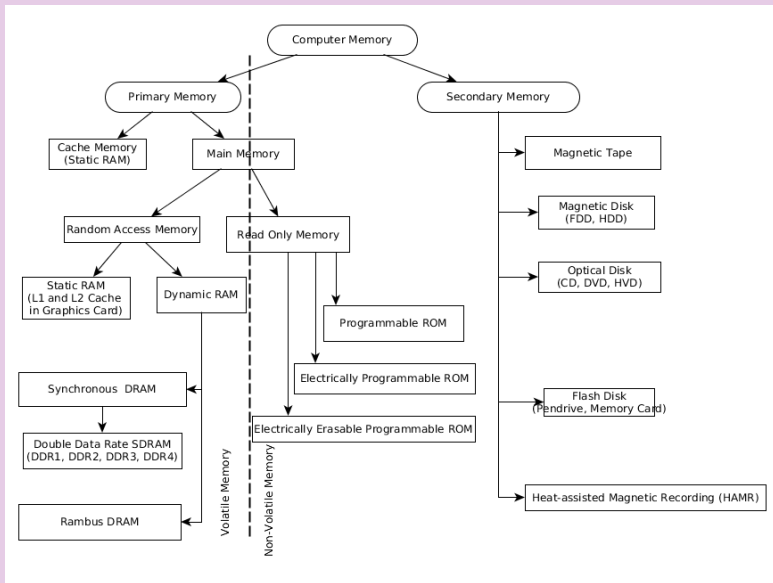 Computer Memory
Primary Memory
Secondary Memory
Cache Memory
(Static RAM)
Main Memory
Magnetic Tape
Magnetic Disk
(FDD, HDD)
Random Access Memory
Read Only Memory
Optical Disk
(CD, DVD, HVD)
Static RAM
(L1 and L2 Cache
in Graphics Card)
Dynamic RAM
Programmable ROM
Electrically Programmable ROM
Synchronous DRAM
Flash Disk
(Pendrive, Memory Card)
Electrically Erasable Programmable ROM
Double Data Rate SDRAM
(DDR1, DDR2, DDR3, DDR4)
Volatile Memory
Non-Volatile Memory
Heat-assisted Magnetic Recording (HAMR)
Rambus DRAM